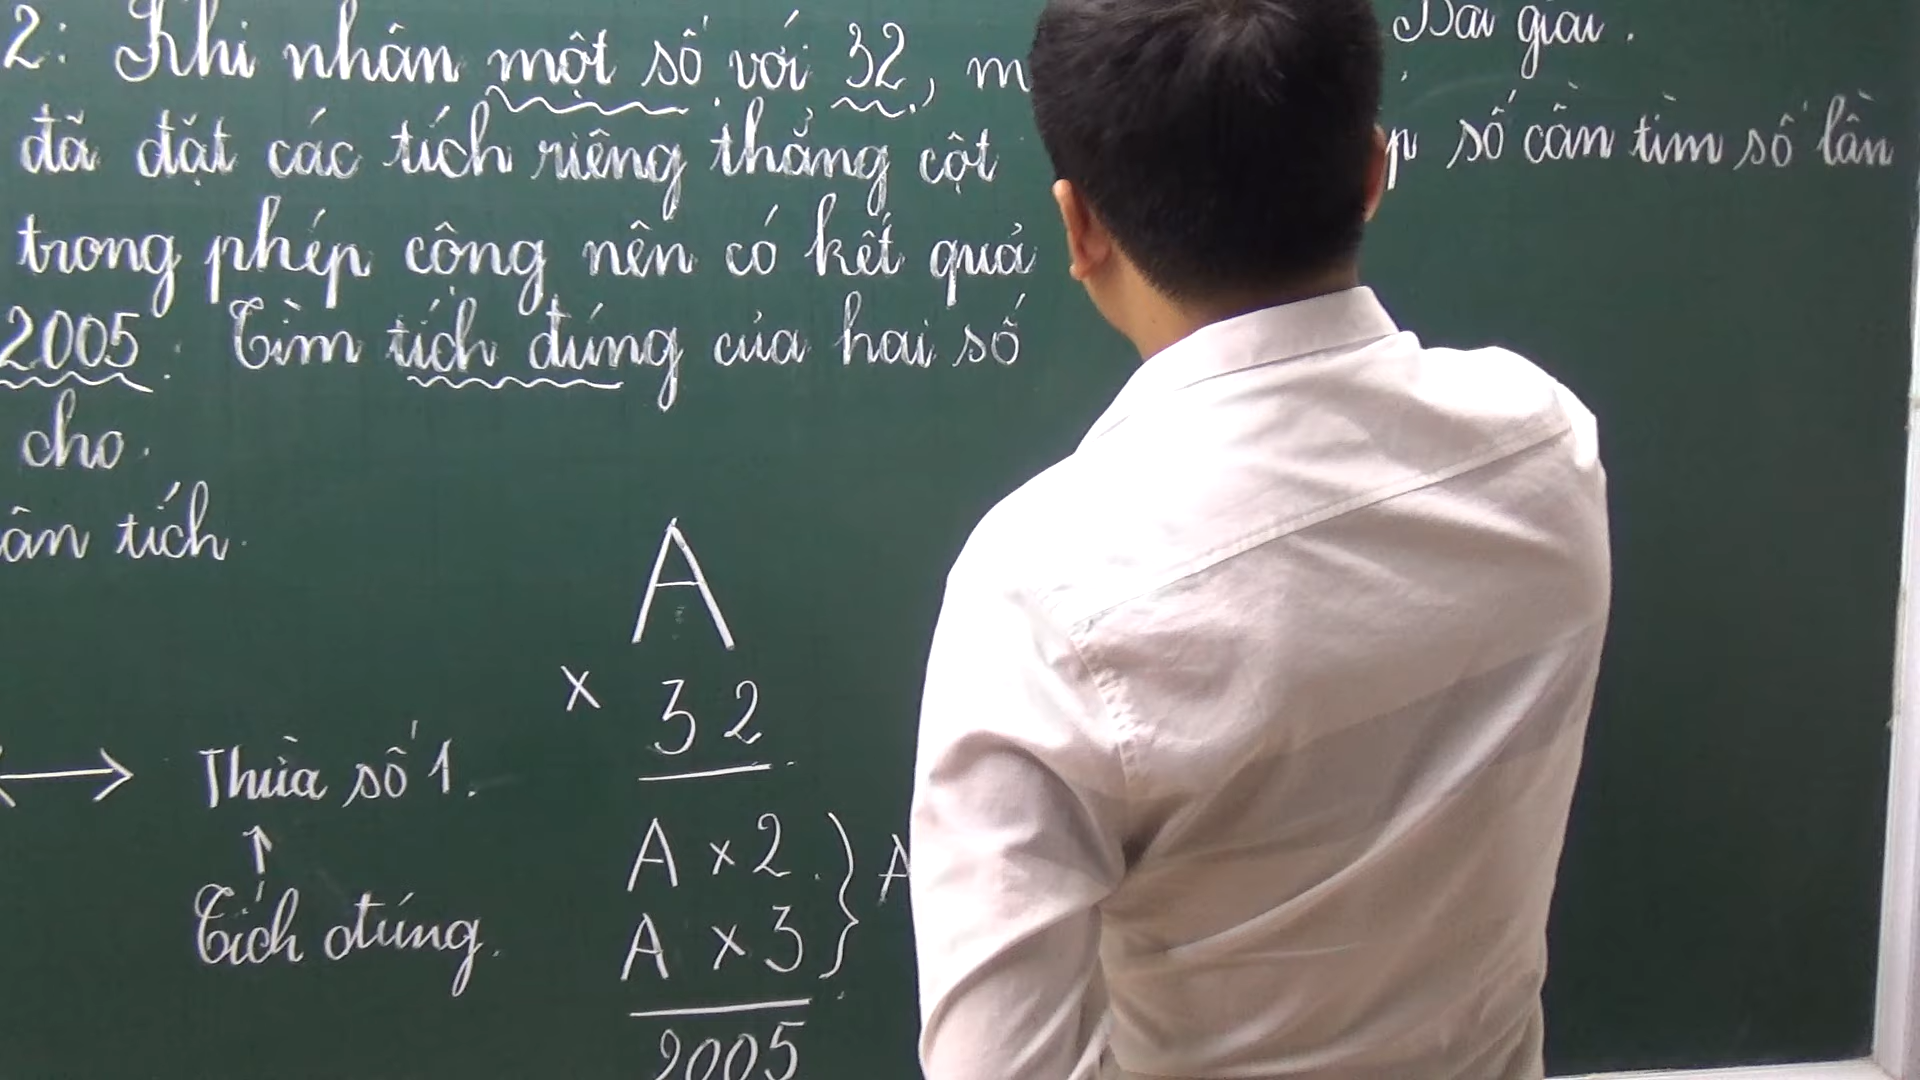 2: Khi nhân một số với 32, m
đã đặt các tích riêng thẳng cột
trong phép cộng nên có kết quả
2005. Tìm tích đúng của hai số
cho.
ân tích.
A
x
32
Thừa số 1.
A x 2
A
Tích đúng.
A x 3
2005
Bài giải.
p số cần tìm số lần